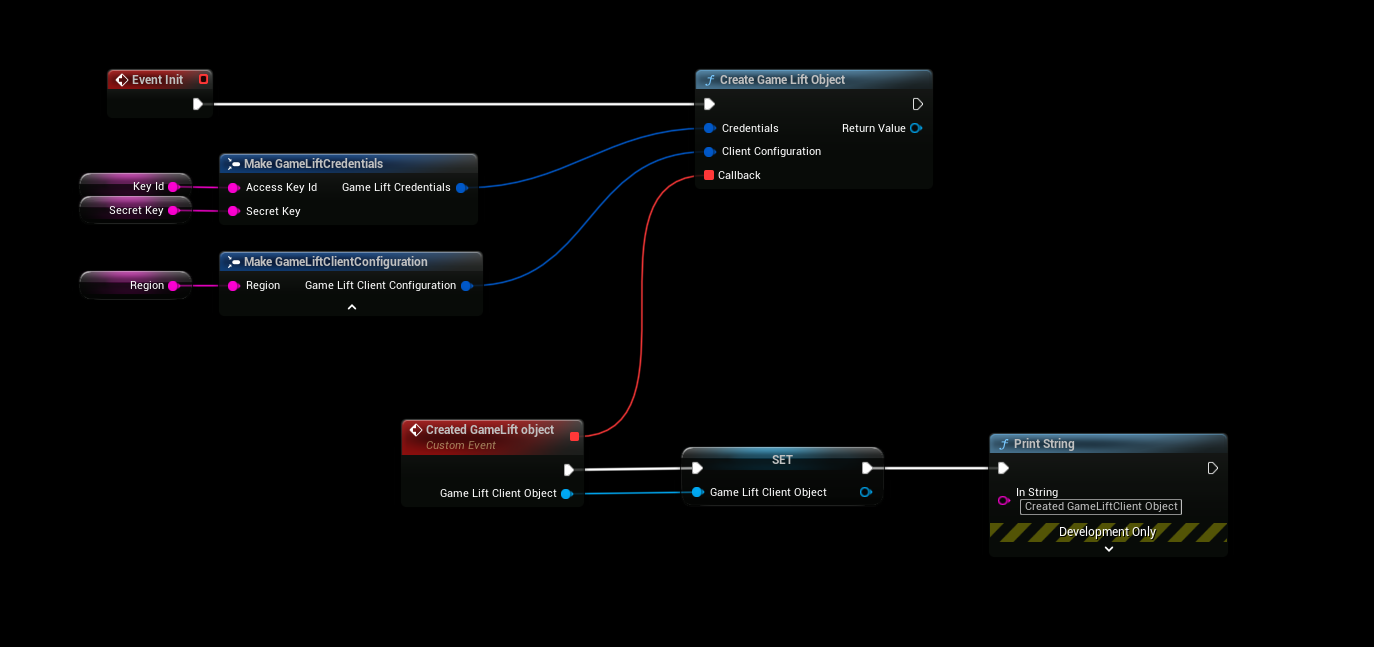 Event Init
Create Game Lift Object
Credentials
Return Value
Client Configuration
Callback
Make GameLiftCredentials
Key Id
Access Key Id
Game Lift Credentials
Secret Key
Secret Key
Make GameLiftClientConfiguration
Region
Region
Game Lift Client Configuration
Created GameLift object
Custom Event
Game Lift Client Object
SET
Game Lift Client Object
Print String
In String
Created GameLiftClient Object
Development Only